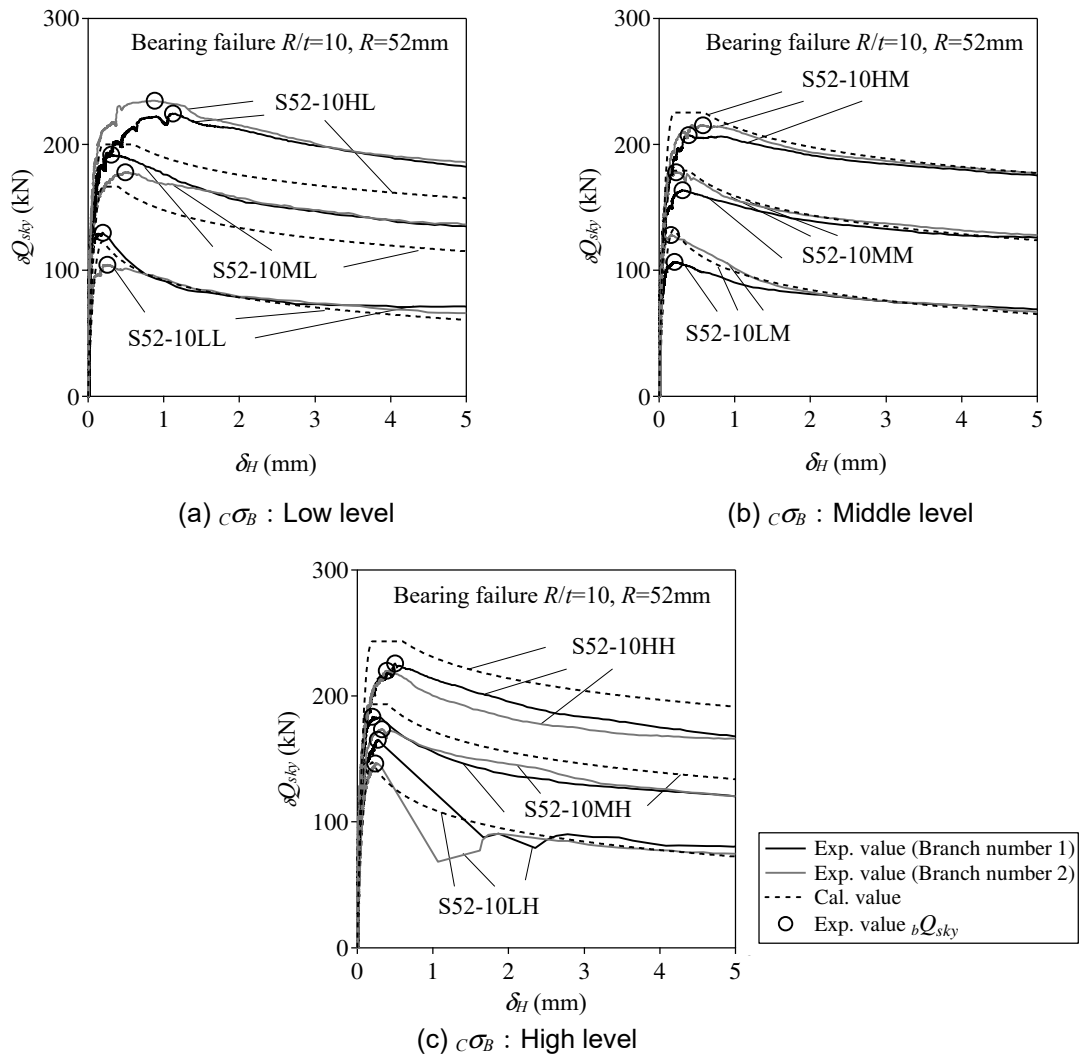 300
Bearing failure R/t=10, R=52mm
S52-10HL
200
S52-10ML
100
S52-10LL
0
0 1 2 3 4 5
δQsky (kN)
δH (mm)
(a) CσB : Low level
300
Bearing failure R/t=10, R=52mm
S52-10HM
200
S52-10MM
100
S52-10LM
0
0 1 2 3 4 5
δQsky (kN)
δH (mm)
(b) CσB : Middle level
300
Bearing failure R/t=10, R=52mm
S52-10HH
200
S52-10MH
100
S52-10LH
0
0 1 2 3 4 5
δQsky (kN)
δH (mm)
(c) CσB : High level
Exp. value (Branch number 1)
Exp. value (Branch number 2)
Cal. value
Exp. value bQsky